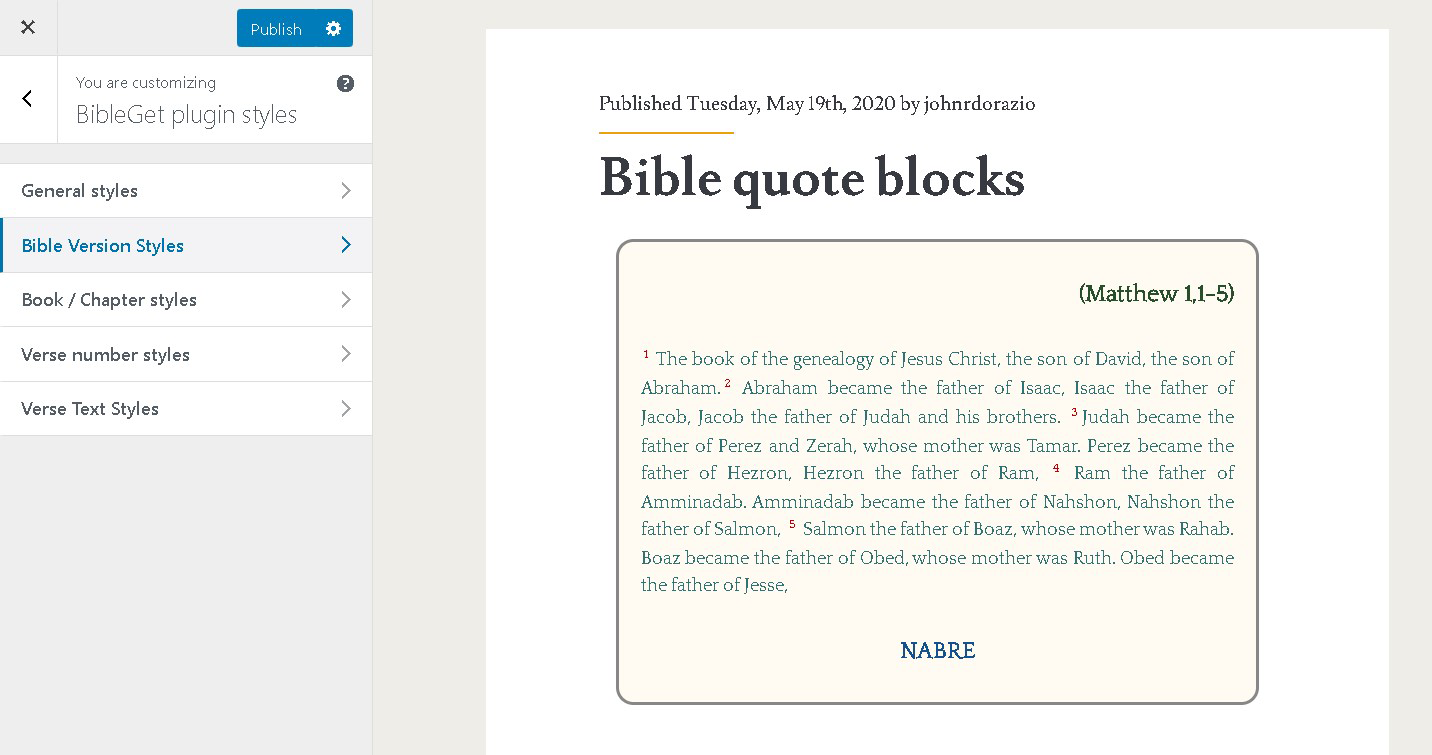 Publish
You are customizing
BibleGet plugin styles
General styles
Bible Version Styles
Book / Chapter styles
Verse number styles
Verse Text Styles
Published Tuesday, May 19th, 2020 by johnrdorazio
Bible quote blocks
(Matthew 1,1-5)
1 The book of the genealogy of Jesus Christ, the son of David, the son of
Abraham. 2 Abraham became the father of Isaac, Isaac the father of
Jacob, Jacob the father of Judah and his brothers. 3 Judah became the
father of Perez and Zerah, whose mother was Tamar. Perez became the
father of Hezron, Hezron the father of Ram, 4 Ram the father of
Amminadab. Amminadab became the father of Nahshon, Nahshon the
father of Salmon, 5 Salmon the father of Boaz, whose mother was Rahab.
Boaz became the father of Obed, whose mother was Ruth. Obed became
the father of Jesse,
NABRE